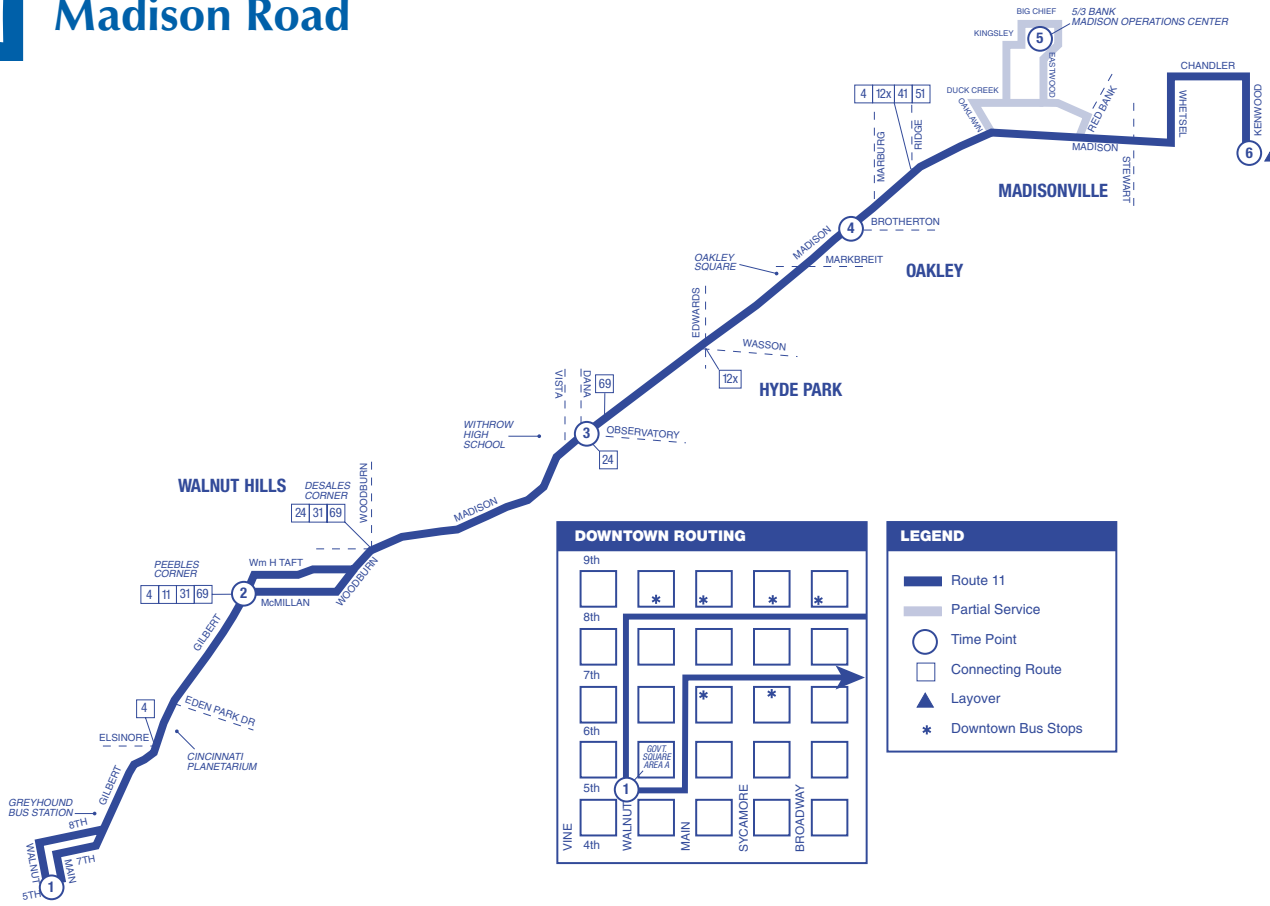 Madison Road
BIG CHIEF
5/3 BANK
MADISON OPERATIONS CENTER
KINGSLEY
5
EASTWOOD
CHANDLER
DUCK CREEK
OAKLAWN
RED BANK
WHETSEL
KENWOOD
4 12x 41 51
MARBURG
RIDGE
MADISON
STEWART
6
MADISONVILLE
4
BROTHERTON
MADISON
OAKLEY
SQUARE
MARKBREIT
OAKLEY
EDWARDS
WASSON
12x
HYDE PARK
VISTA
DANA
69
WITHROW
HIGH
SCHOOL
3
OBSERVATORY
24
WALNUT HILLS
DESALES
CORNER
24 31 69
WOODBURN
MADISON
PEEBLES
CORNER
4 11 31 69
2
Wm H TAFT
McMILLAN
WOODBURN
GILBERT
4
EDEN PARK DR
ELSINORE
CINCINNATI
PLANETARIUM
GILBERT
GREYHOUND
BUS STATION
8TH
7TH
WALNUT
MAIN
5TH
1
DOWNTOWN ROUTING
9th
8th
7th
6th
5th
4th
GOVT.
SQUARE
AREA A
1
VINE
WALNUT
MAIN
SYCAMORE
BROADWAY
LEGEND
Route 11
Partial Service
Time Point
Connecting Route
Layover
Downtown Bus Stops